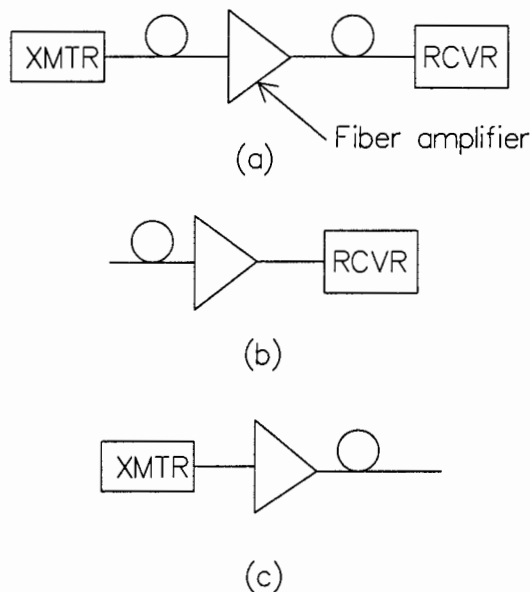 XMTR
RCVR
Fiber amplifier
(a)
RCVR
(b)
XMTR
(c)